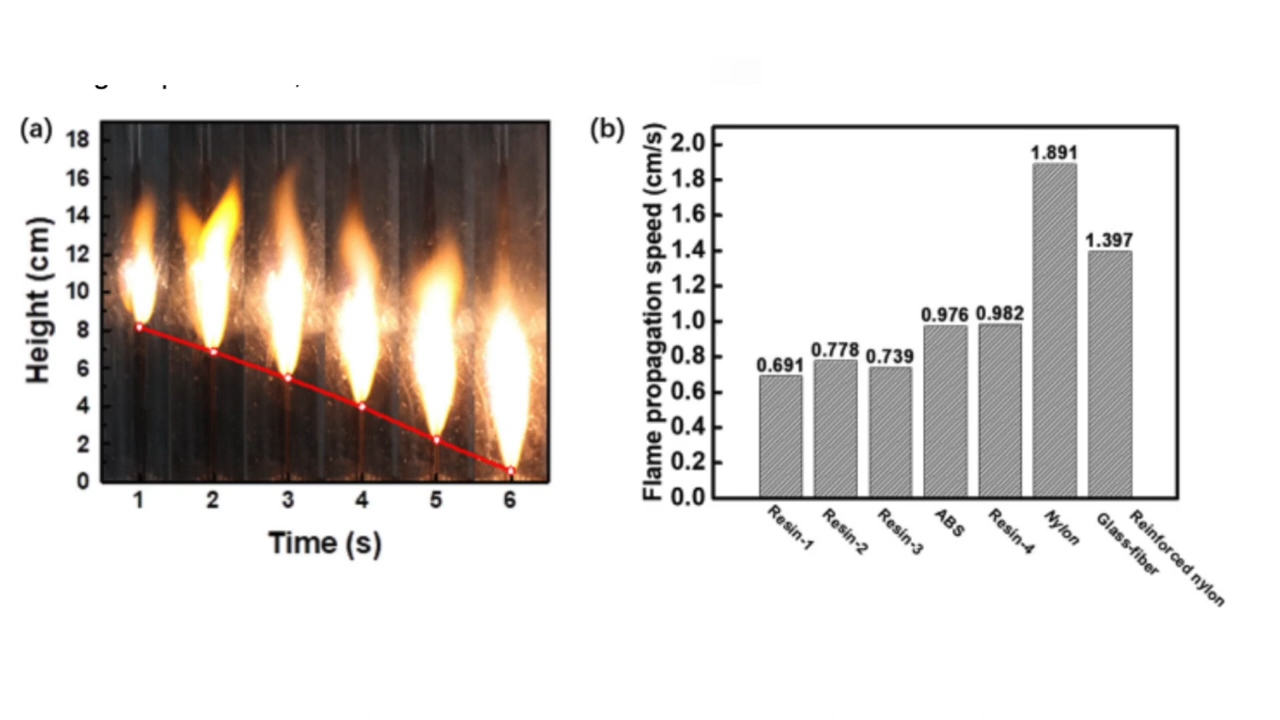 (a)
Height (cm)
18
16
14
12
10
8
6
4
2
0
1 2 3 4 5 6
Time (s)
(b)
Flame propagation speed (cm/s)
2.0
1.8
1.6
1.4
1.2
1.0
0.8
0.6
0.4
0.2
0.0
0.691
0.778
0.739
0.976
0.982
1.891
1.397
Resin-1
Resin-2
Resin-3
ABS
Resin-4
Nylon
Glass-fiber
Reinforced nylon